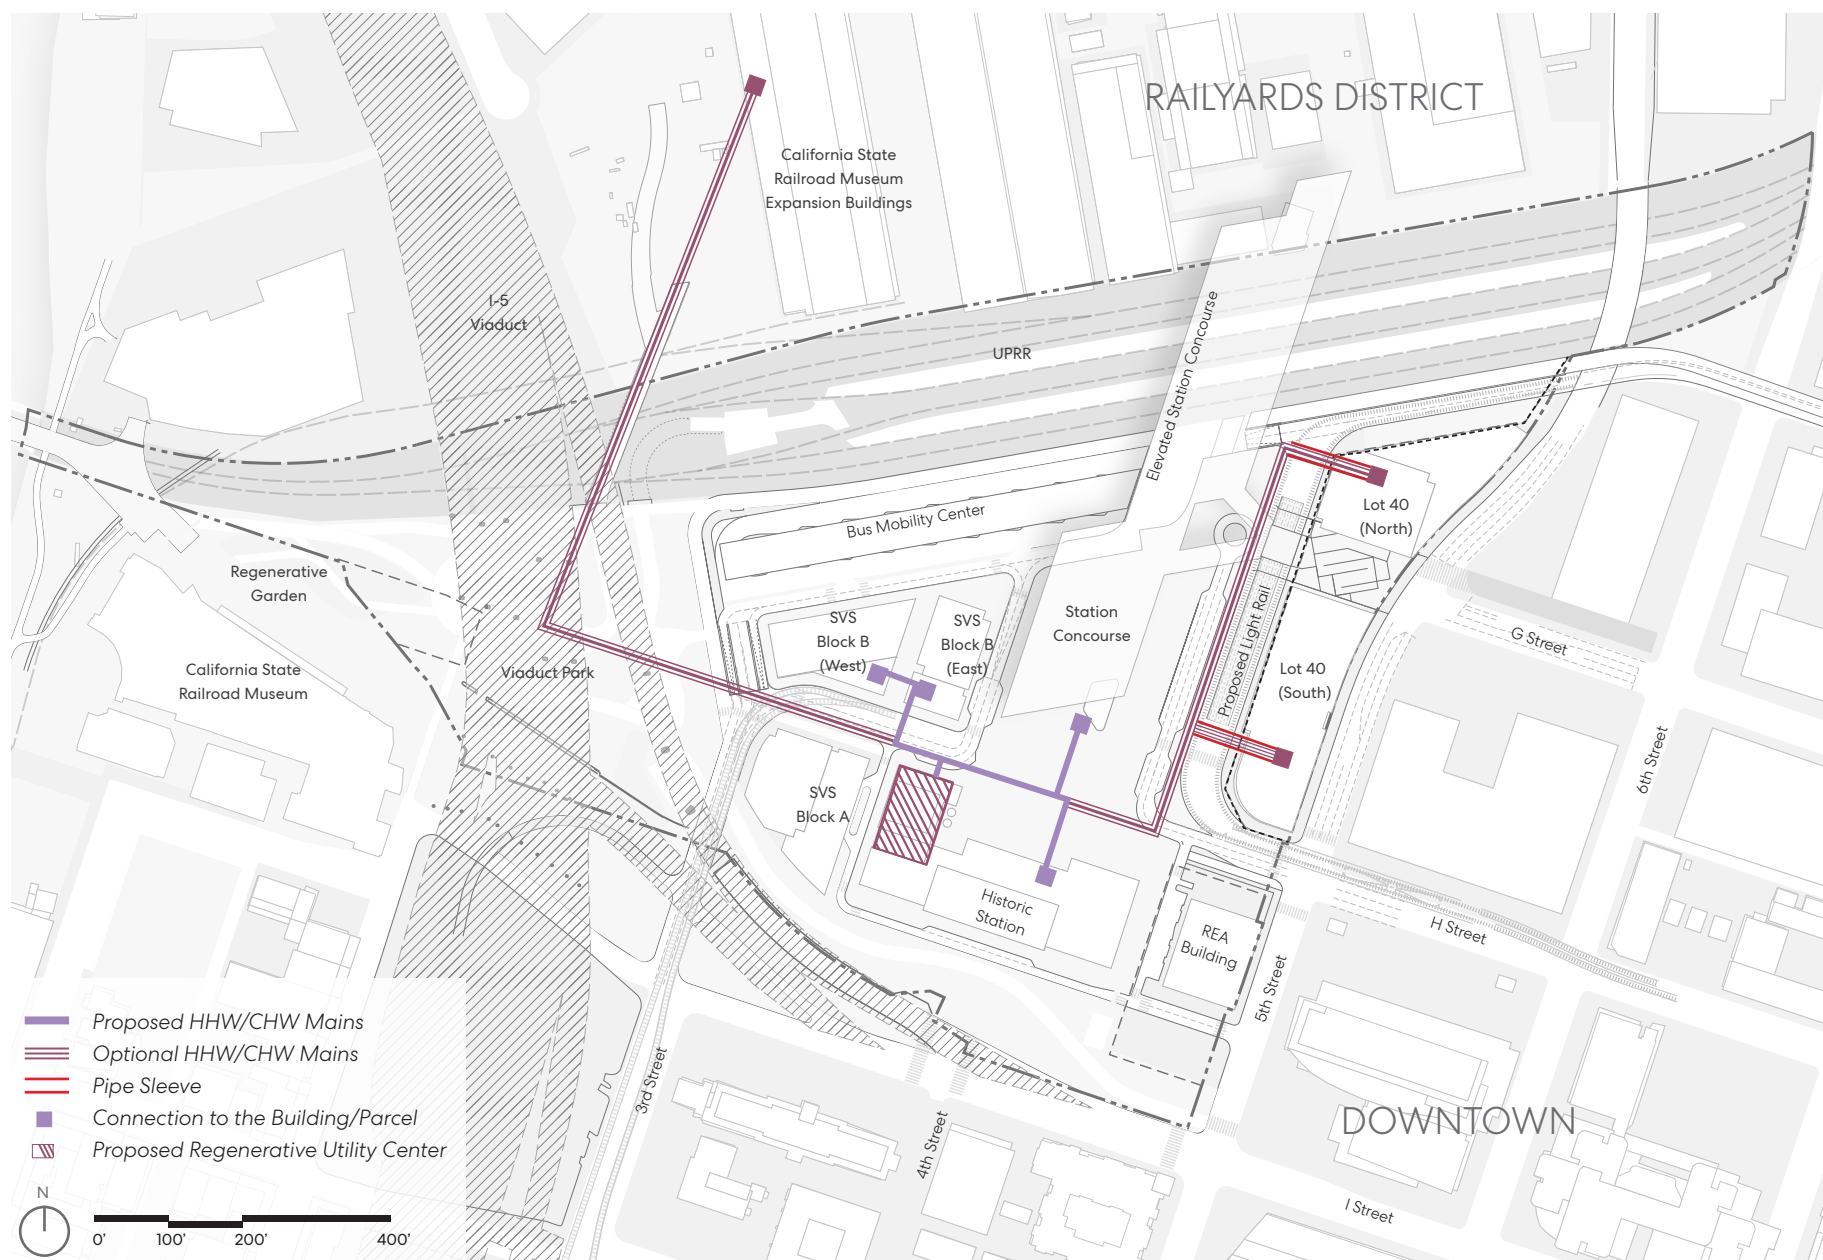 RAILYARDS DISTRICT
California State
Railroad Museum
Expansion Buildings
I-5
Viaduct
UPRR
Elevated Station Concourse
Bus Mobility Center
Lot 40
(North)
Regenerative
Garden
SVS
Block B
(West)
SVS
Block B
(East)
Station
Concourse
Proposed Light Rail
G Street
California State
Railroad Museum
Viaduct Park
Lot 40
(South)
6th Street
SVS
Block A
Historic
Station
REA
Building
H Street
5th Street
3rd Street
4th Street
DOWNTOWN
I Street
Proposed HHW/CHW Mains
Optional HHW/CHW Mains
Pipe Sleeve
Connection to the Building/Parcel
Proposed Regenerative Utility Center
N
0' 100' 200' 400'